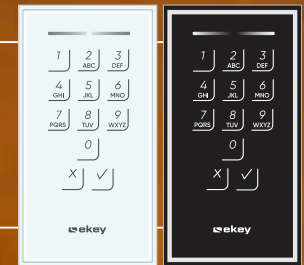 1 2 3
ABC DEF
4 5 6
GHI JKL MNO
7 8 9
PQRS TUV WXYZ
0
X ✓
ekey
1 2 3
ABC DEF
4 5 6
GHI JKL MNO
7 8 9
PQRS TUV WXYZ
0
X ✓
ekey